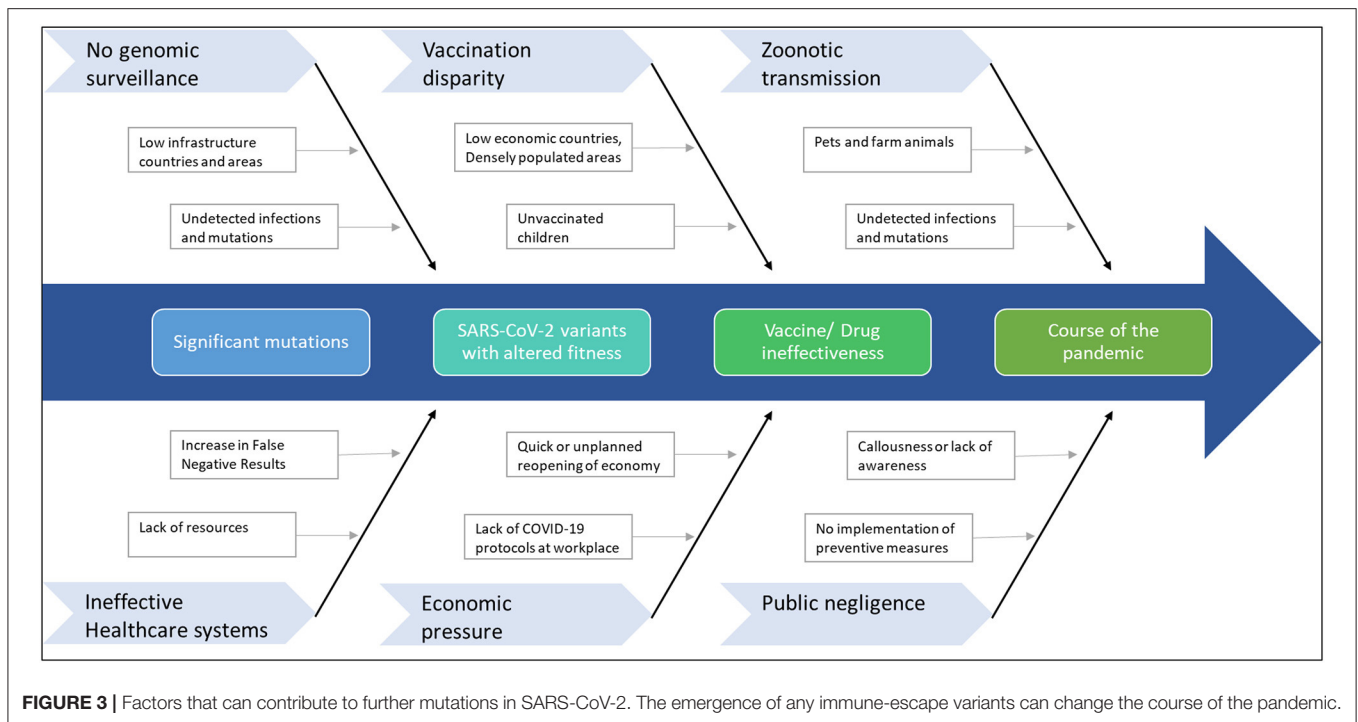 No genomic
surveillance
Vaccination
disparity
Zoonotic
transmission
Low infrastructure
countries and areas
Low economic countries,
Densely populated areas
Pets and farm animals
Undetected infections
and mutations
Unvaccinated
children
Undetected infections
and mutations
Significant mutations
SARS-CoV-2 variants
with altered fitness
Vaccine/ Drug
ineffectiveness
Course of the
pandemic
Increase in False
Negative Results
Quick or unplanned
reopening of economy
Callousness or lack of
awareness
Lack of resources
Lack of COVID-19
protocols at workplace
No implementation of
preventive measures
Ineffective
Healthcare systems
Economic
pressure
Public negligence
FIGURE 3 | Factors that can contribute to further mutations in SARS-CoV-2. The emergence of any immune-escape variants can change the course of the pandemic.